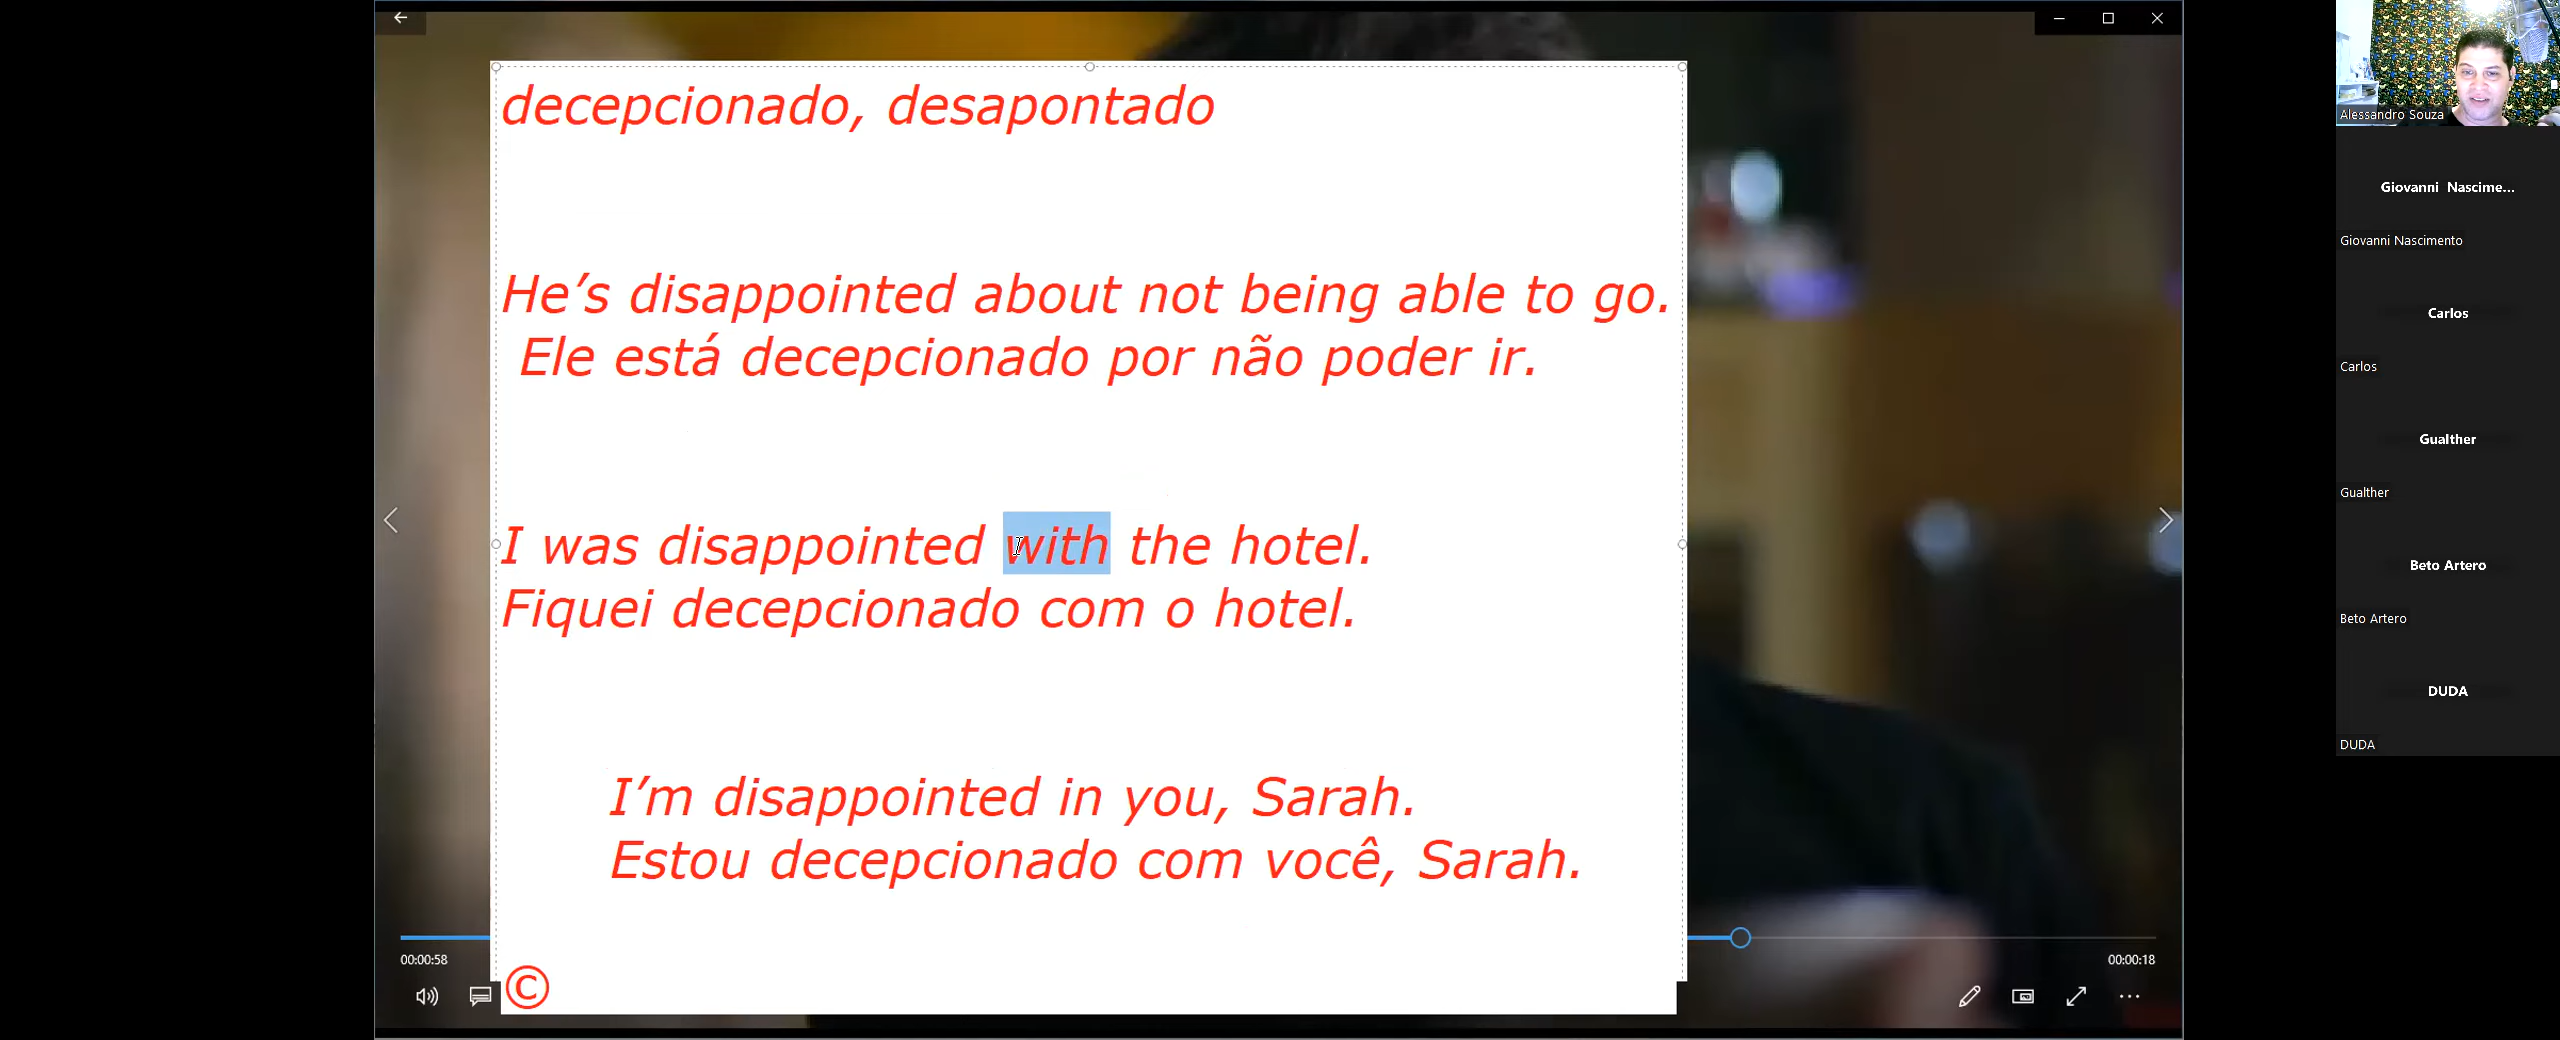 decepcionado, desapontado
He’s disappointed about not being able to go.
Ele está decepcionado por não poder ir.
I was disappointed with the hotel.
Fiquei decepcionado com o hotel.
I’m disappointed in you, Sarah.
Estou decepcionado com você, Sarah.
©
00:00:58
00:00:18
Alessandro Souza
Giovanni Nascime...
Giovanni Nascimento
Carlos
Carlos
Gualther
Gualther
Beto Artero
Beto Artero
DUDA
DUDA